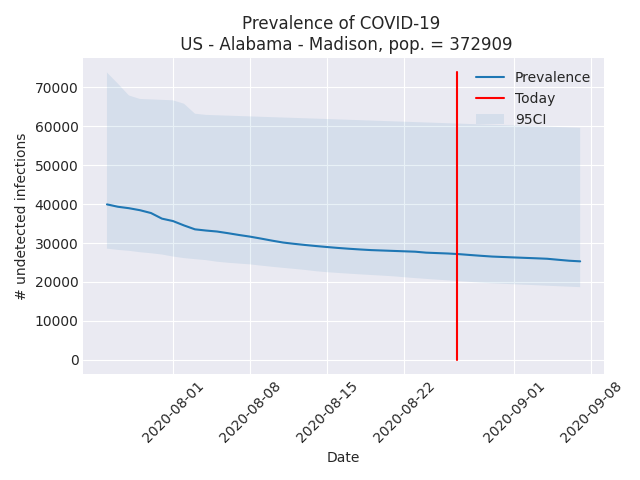 Prevalence of COVID-19
US - Alabama - Madison, pop. = 372909
Prevalence
Today
95CI
# undetected infections
70000
60000
50000
40000
30000
20000
10000
0
2020-08-01
2020-08-08
2020-08-15
2020-08-22
2020-09-01
2020-09-08
Date